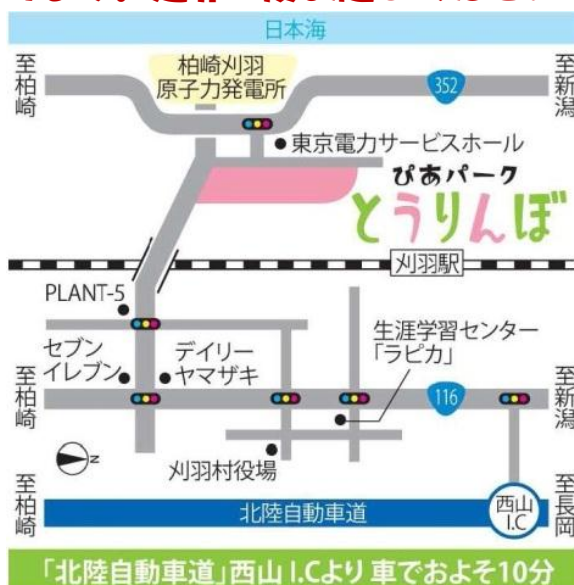 日本海
至柏崎
柏崎刈羽
原子力発電所
352
至新潟
東京電力サービスホール
ぴあパーク
とうりんぼ
刈羽駅
PLANT-5
セブン
イレブン
デイリー
ヤマザキ
生涯学習センター
「ラピカ」
至柏崎
116
至新潟
N
刈羽村役場
至柏崎
北陸自動車道
西山
I.C
至長岡
「北陸自動車道」西山 I.Cより 車でおよそ10分